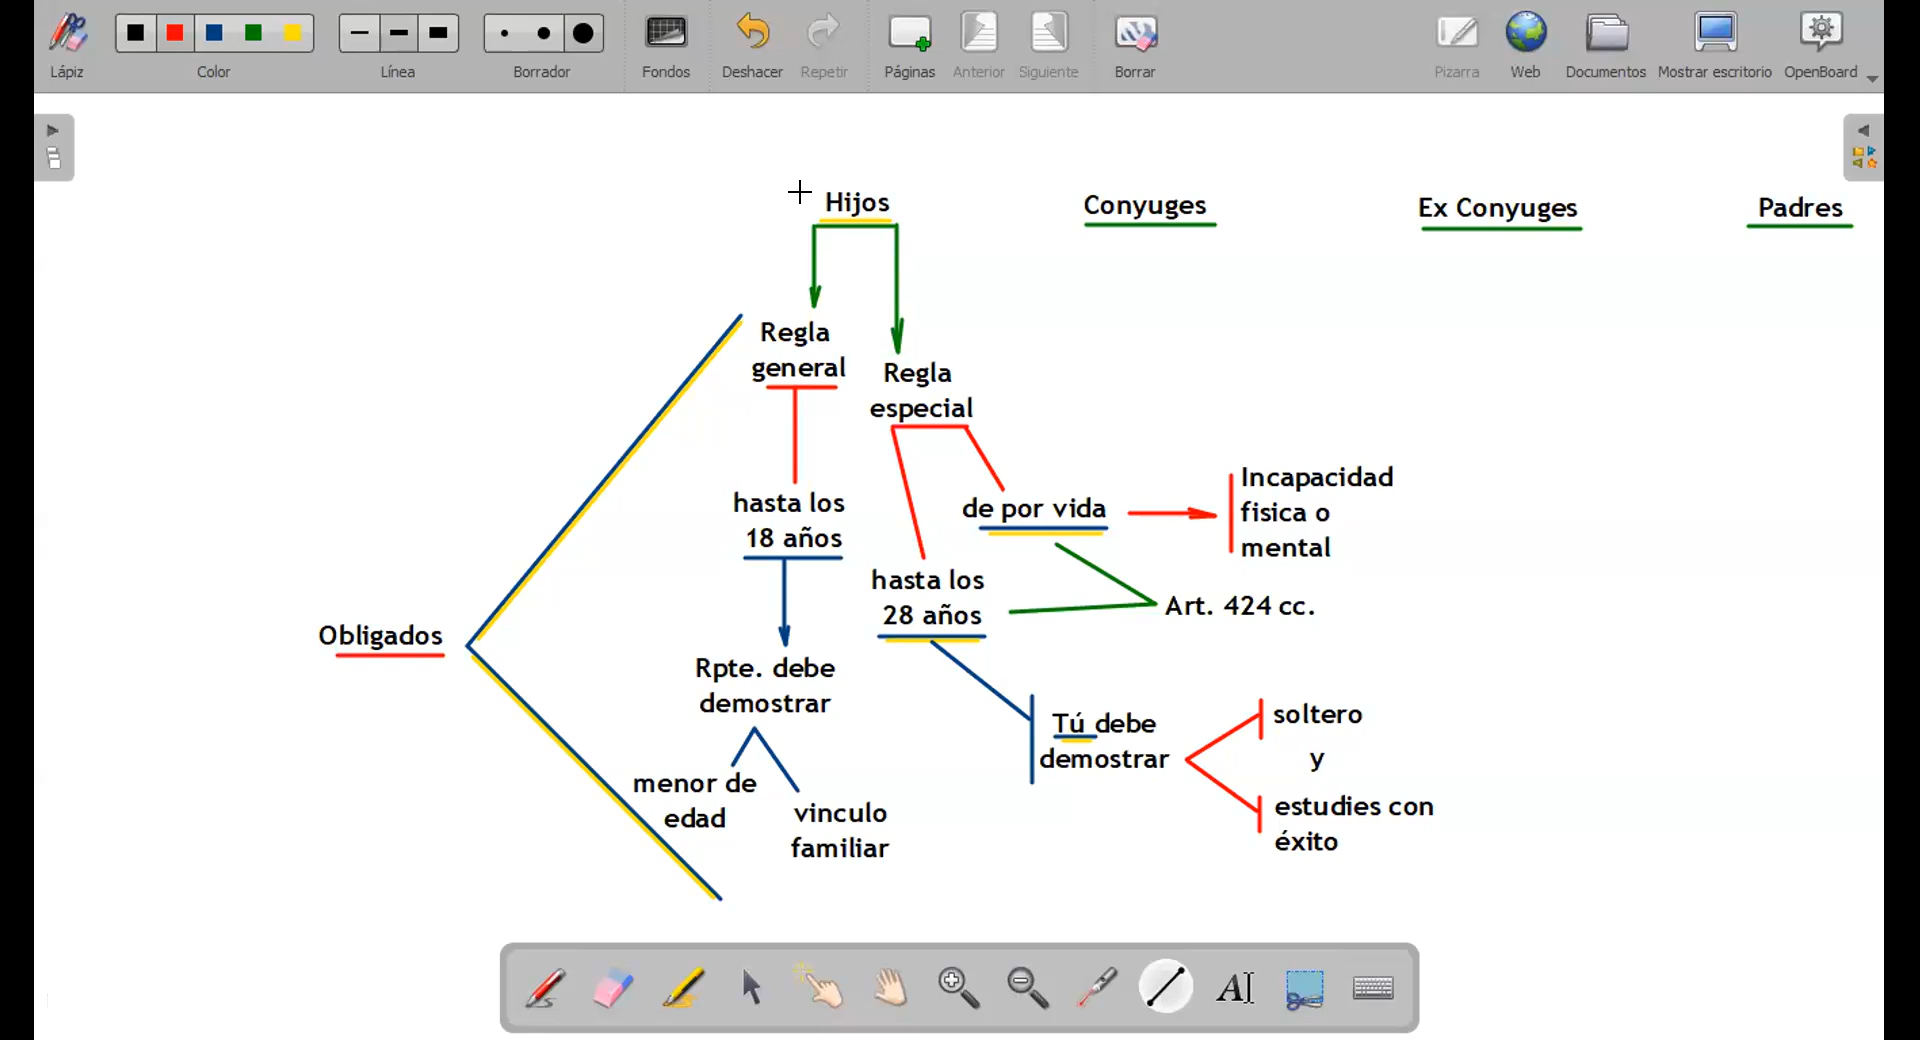 Lápiz
Color
Línea
Borrador
Fondos
Deshacer
Repetir
Páginas
Anterior
Siguiente
Borrar
Pizarra
Web
Documentos
Mostrar escritorio
OpenBoard
Hijos
Conyuges
Ex Conyuges
Padres
Regla
general
Regla
especial
hasta los
18 años
de por vida
Incapacidad
fisica o
mental
hasta los
28 años
Art. 424 cc.
Obligados
Rpte. debe
demostrar
menor de
edad
vinculo
familiar
Tú debe
demostrar
soltero
y
estudies con
éxito
AI